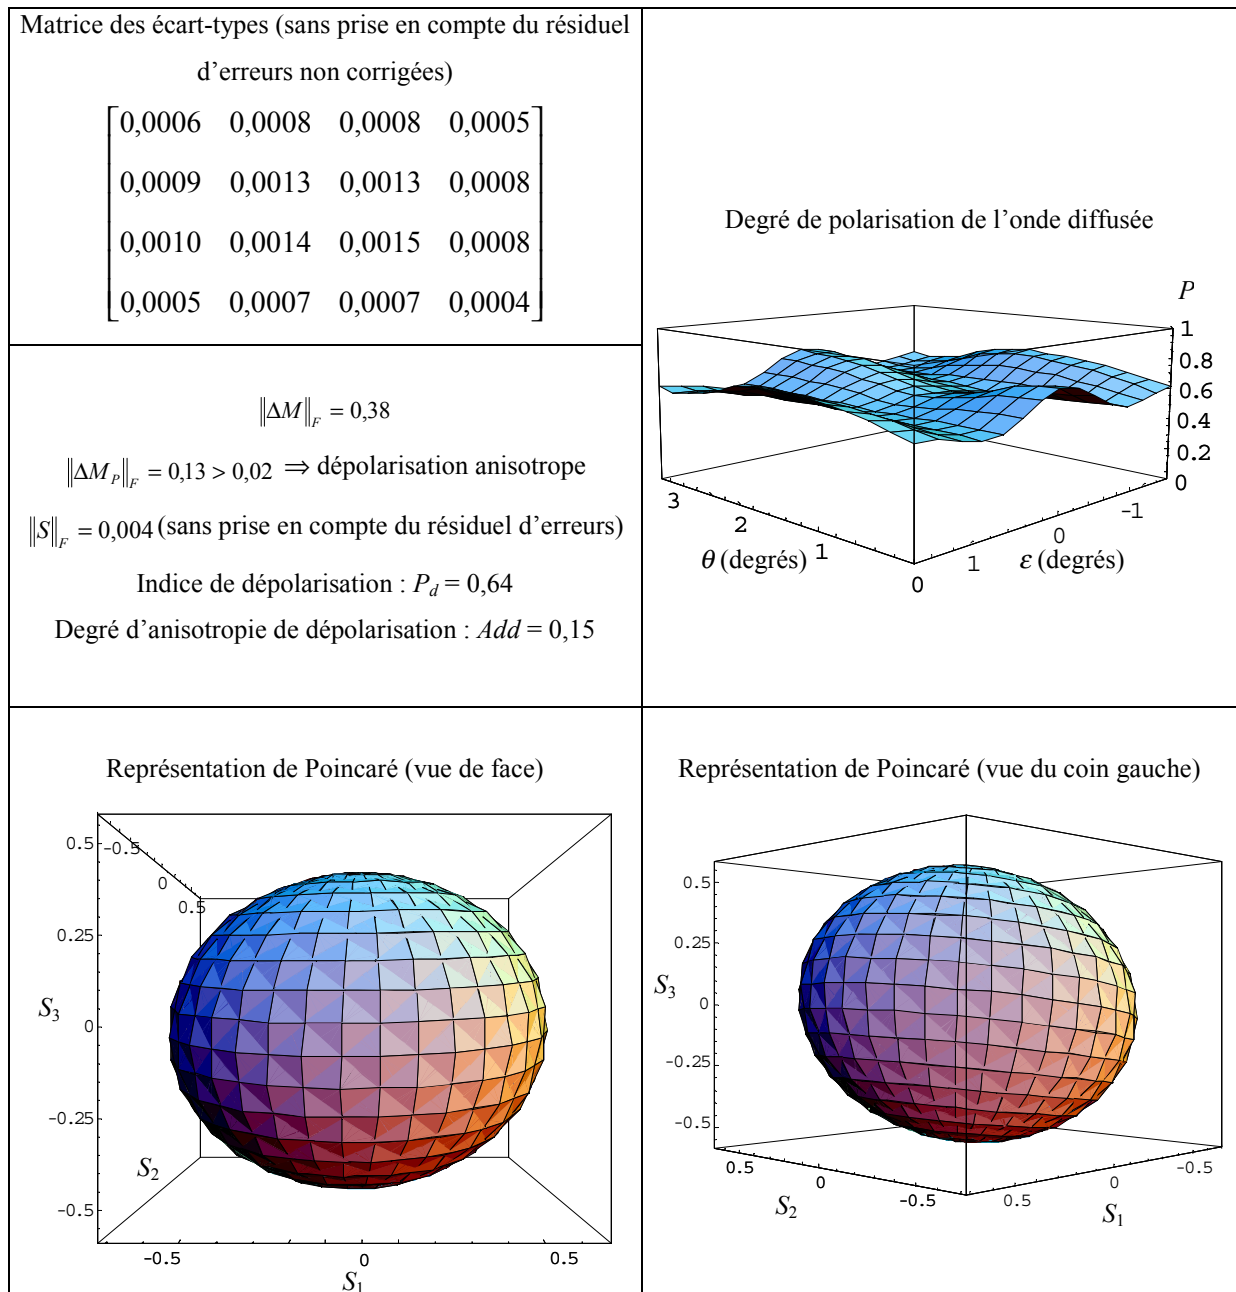 Matrice des écart-types (sans prise en compte du résiduel
d’erreurs non corrigées)
0,0006 0,0008 0,0008 0,0005
0,0009 0,0013 0,0013 0,0008
0,0010 0,0014 0,0015 0,0008
0,0005 0,0007 0,0007 0,0004
‖ΔM‖F = 0,38
‖ΔMP‖F = 0,13 > 0,02 ⇒ dépolarisation anisotrope
‖S‖F = 0,004 (sans prise en compte du résiduel d’erreurs)
Indice de dépolarisation : Pd = 0,64
Degré d’anisotropie de dépolarisation : Add = 0,15
Degré de polarisation de l’onde diffusée
P
1
0.8
0.6
0.4
0.2
0
3
2
1
0
-1
0
1
θ (degrés)
ε (degrés)
Représentation de Poincaré (vue de face)
0.5
0.25
0
-0.25
-0.5
S3
-0.5
0
0.5
S2
-0.5 0 0.5
S1
Représentation de Poincaré (vue du coin gauche)
0.5
0.25
0
-0.25
-0.5
S3
0.5 0 -0.5
S2
0.5 0 -0.5
S1